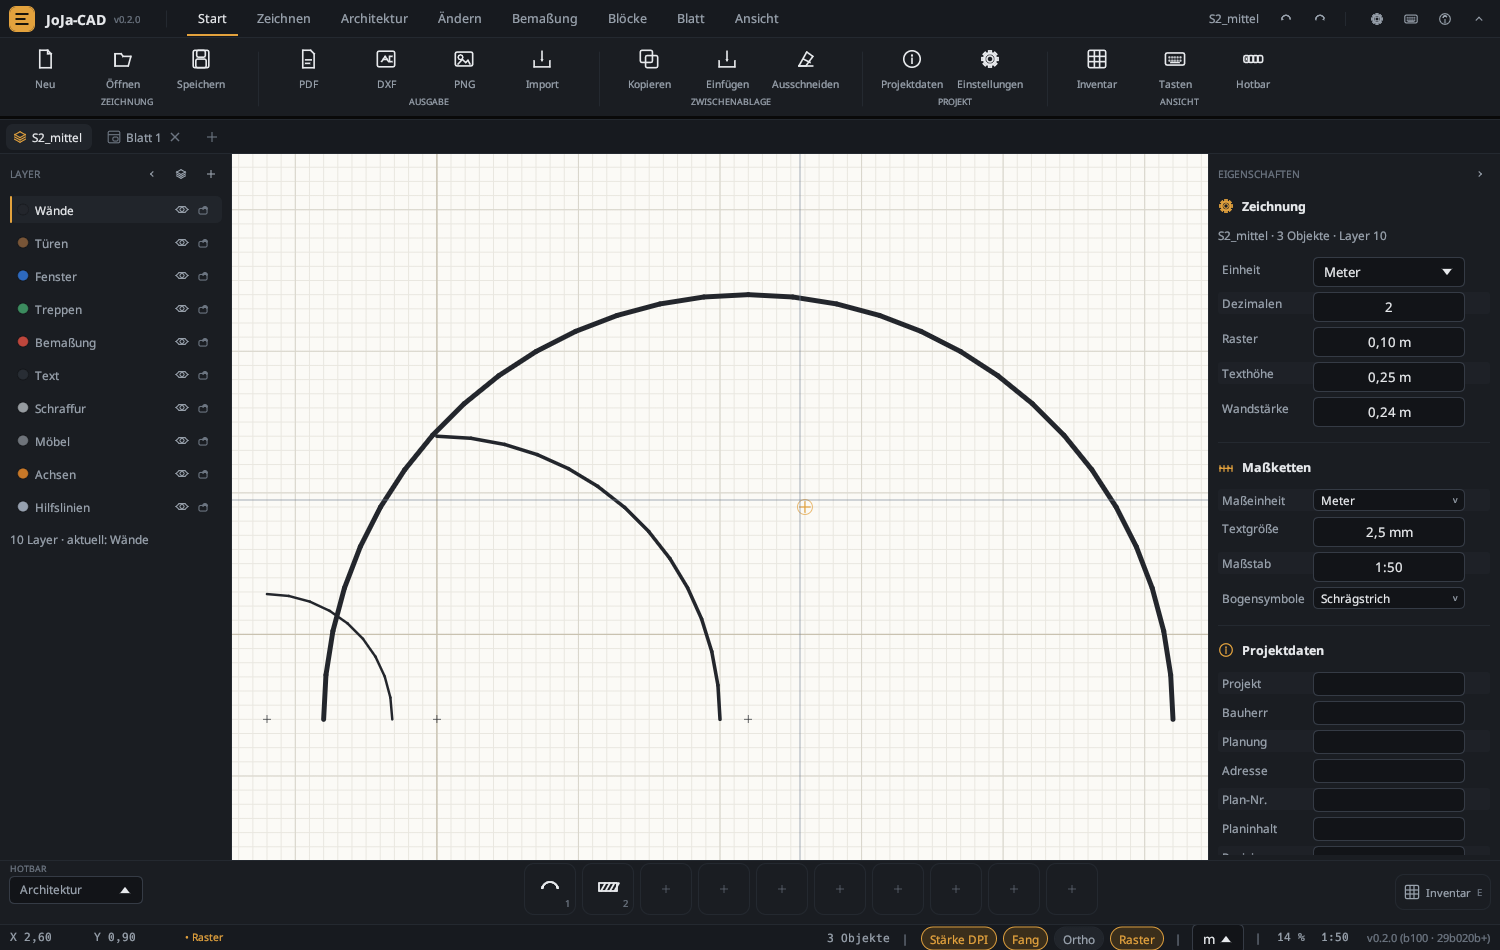 JoJa-CAD v0.2.0 Start Zeichnen Architektur Ändern Bemaßung Blöcke Blatt Ansicht S2_mittel
Neu Öffnen Speichern PDF DXF PNG Import Kopieren Einfügen Ausschneiden Projektdaten Einstellungen Inventar Tasten Hotbar
ZEICHNUNG AUSGABE ZWISCHENABLAGE PROJEKT ANSICHT
S2_mittel Blatt 1
LAYER
Wände
Türen
Fenster
Treppen
Bemaßung
Text
Schraffur
Möbel
Achsen
Hilfslinien
10 Layer · aktuell: Wände
EIGENSCHAFTEN
Zeichnung
S2_mittel · 3 Objekte · Layer 10
Einheit Meter
Dezimalen 2
Raster 0,10 m
Texthöhe 0,25 m
Wandstärke 0,24 m
Maßketten
Maßeinheit Meter
Textgröße 2,5 mm
Maßstab 1:50
Bogensymbole Schrägstrich
Projektdaten
Projekt
Bauherr
Planung
Adresse
Plan-Nr.
Planinhalt
HOTBAR
Architektur
1 2
Inventar E
X 2,60 Y 0,90 • Raster 3 Objekte | Stärke DPI Fang Ortho Raster | m | 14 % 1:50 v0.2.0 (b100 · 29b020b+)